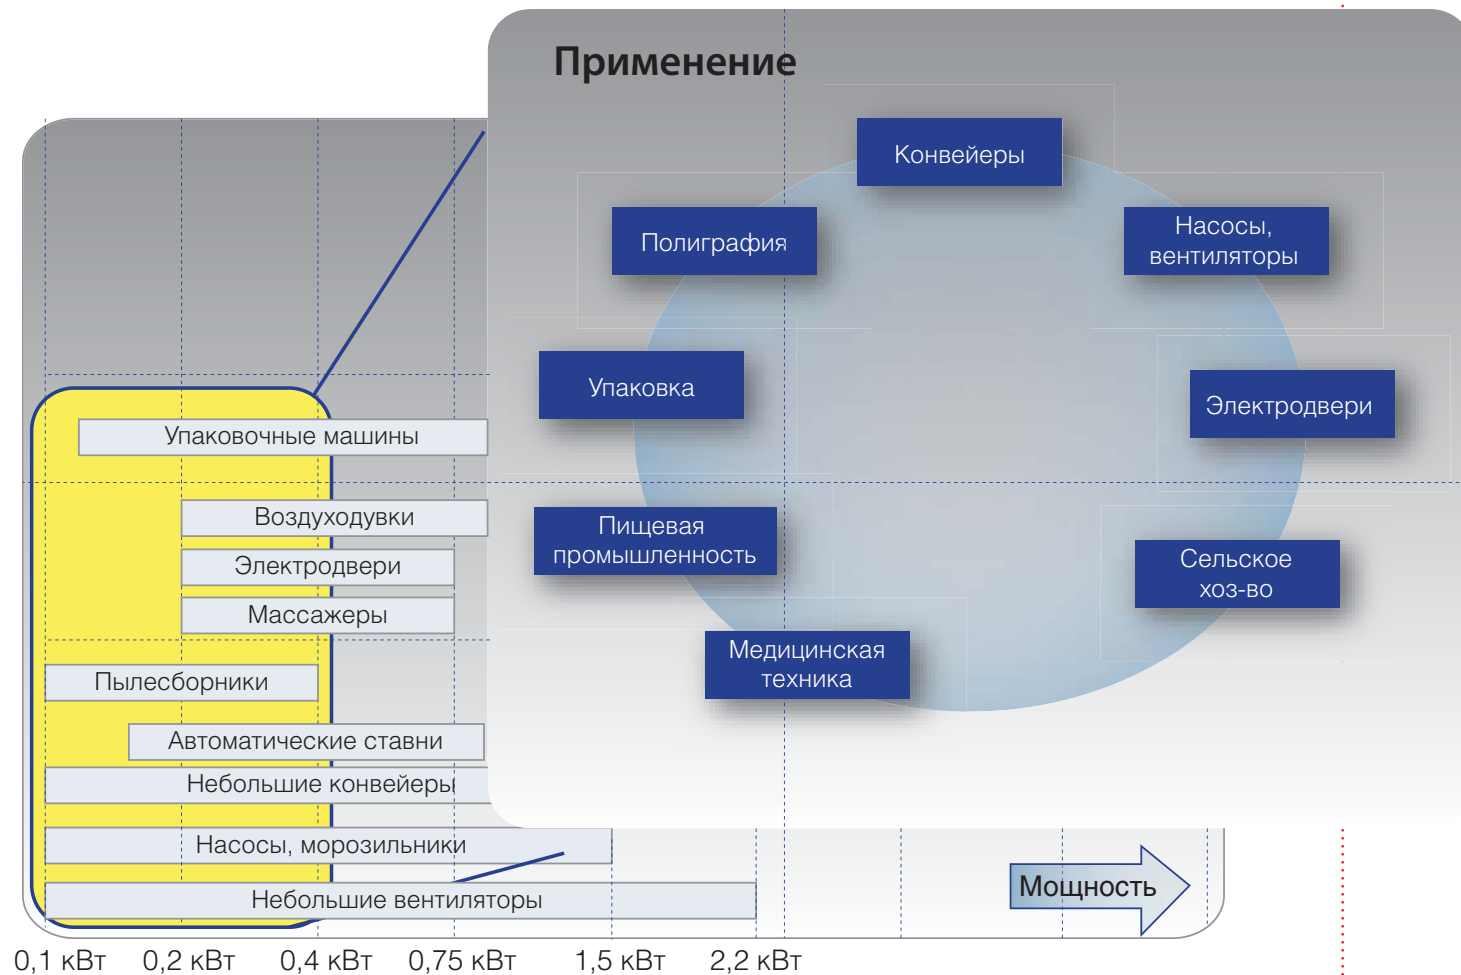 Применение
Конвейеры
Полиграфия
Насосы,
вентиляторы
Упаковка
Электродвери
Пищевая
промышленность
Сельское
хоз-во
Медицинская
техника
Упаковочные машины
Воздуходувки
Электродвери
Массажеры
Пылесборники
Автоматические ставни
Небольшие конвейеры
Насосы, морозильники
Небольшие вентиляторы
Мощность
0,1 кВт 0,2 кВт 0,4 кВт 0,75 кВт 1,5 кВт 2,2 кВт